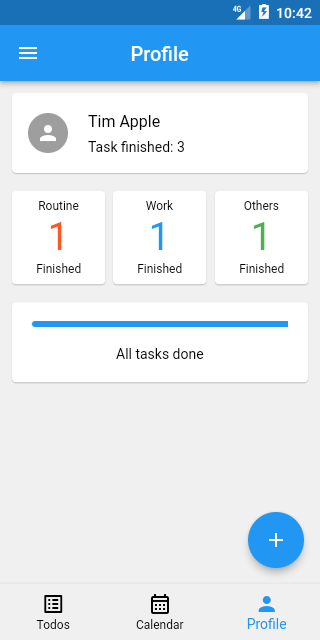 4G 10:42
Profile
Tim Apple
Task finished: 3
Routine Work Others
1 1 1
Finished Finished Finished
All tasks done
Todos Calendar Profile